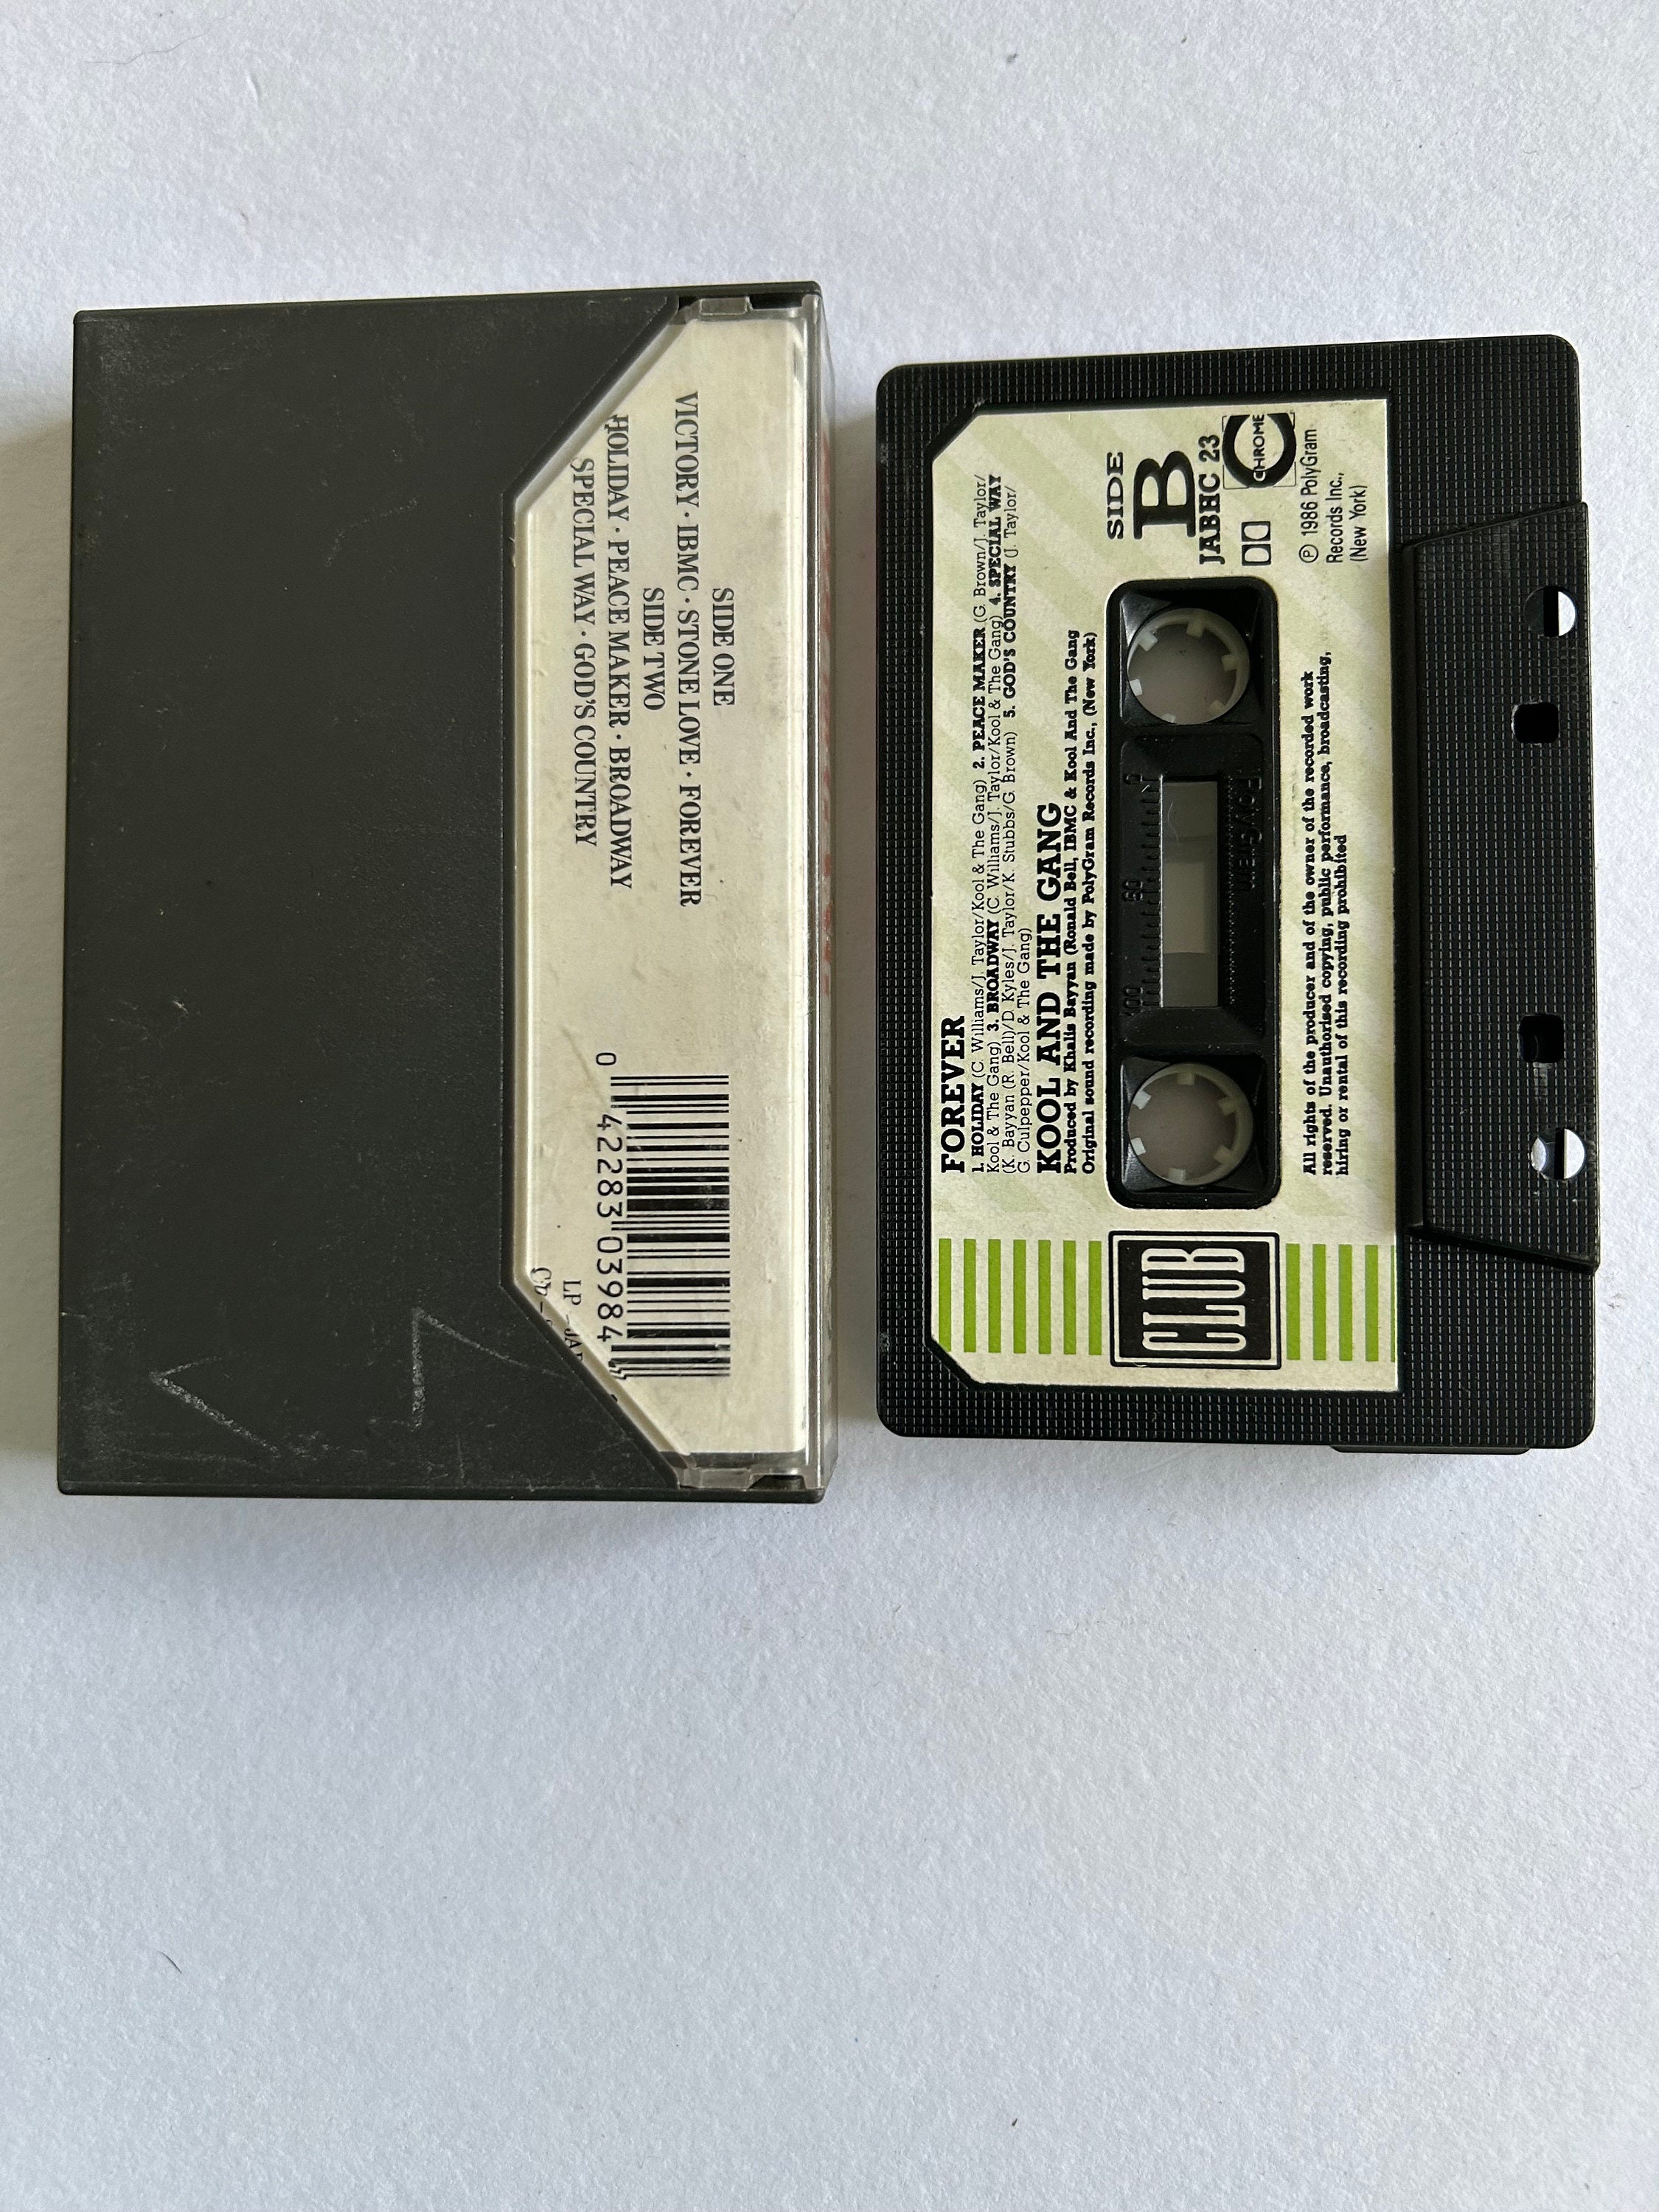 SIDE ONE
VICTORY · IBMC · STONE LOVE · FOREVER
SIDE TWO
HOLIDAY · PEACE MAKER · BROADWAY
SPECIAL WAY · GOD'S COUNTRY
0 42283 03984
LP
FOREVER
1. HOLIDAY (C. Williams/J. Taylor/Kool & The Gang) 2. PEACE MAKER (G. Brown/J. Taylor/
Kool & The Gang) 3. BROADWAY (C. Williams/J. Taylor/Kool & The Gang) 4. SPECIAL WAY
(K. Bayyan (R. Bell)/D. Kyles/J. Taylor/K. Stubbs/G. Brown) 5. GOD'S COUNTRY (J. Taylor/
G. Culpepper/Kool & The Gang)
KOOL AND THE GANG
Produced by Khalis Bayyan (Ronald Bell, IBMC & Kool And The Gang
Original sound recording made by PolyGram Records Inc., (New York)
SIDE
B
JABHC 23
CHROME
℗ 1986 PolyGram
Records Inc.,
(New York)
100 50 0
PolyGram
CLUB
All rights of the producer and of the owner of the recorded work
reserved. Unauthorised copying, public performance, broadcasting,
hiring or rental of this recording prohibited